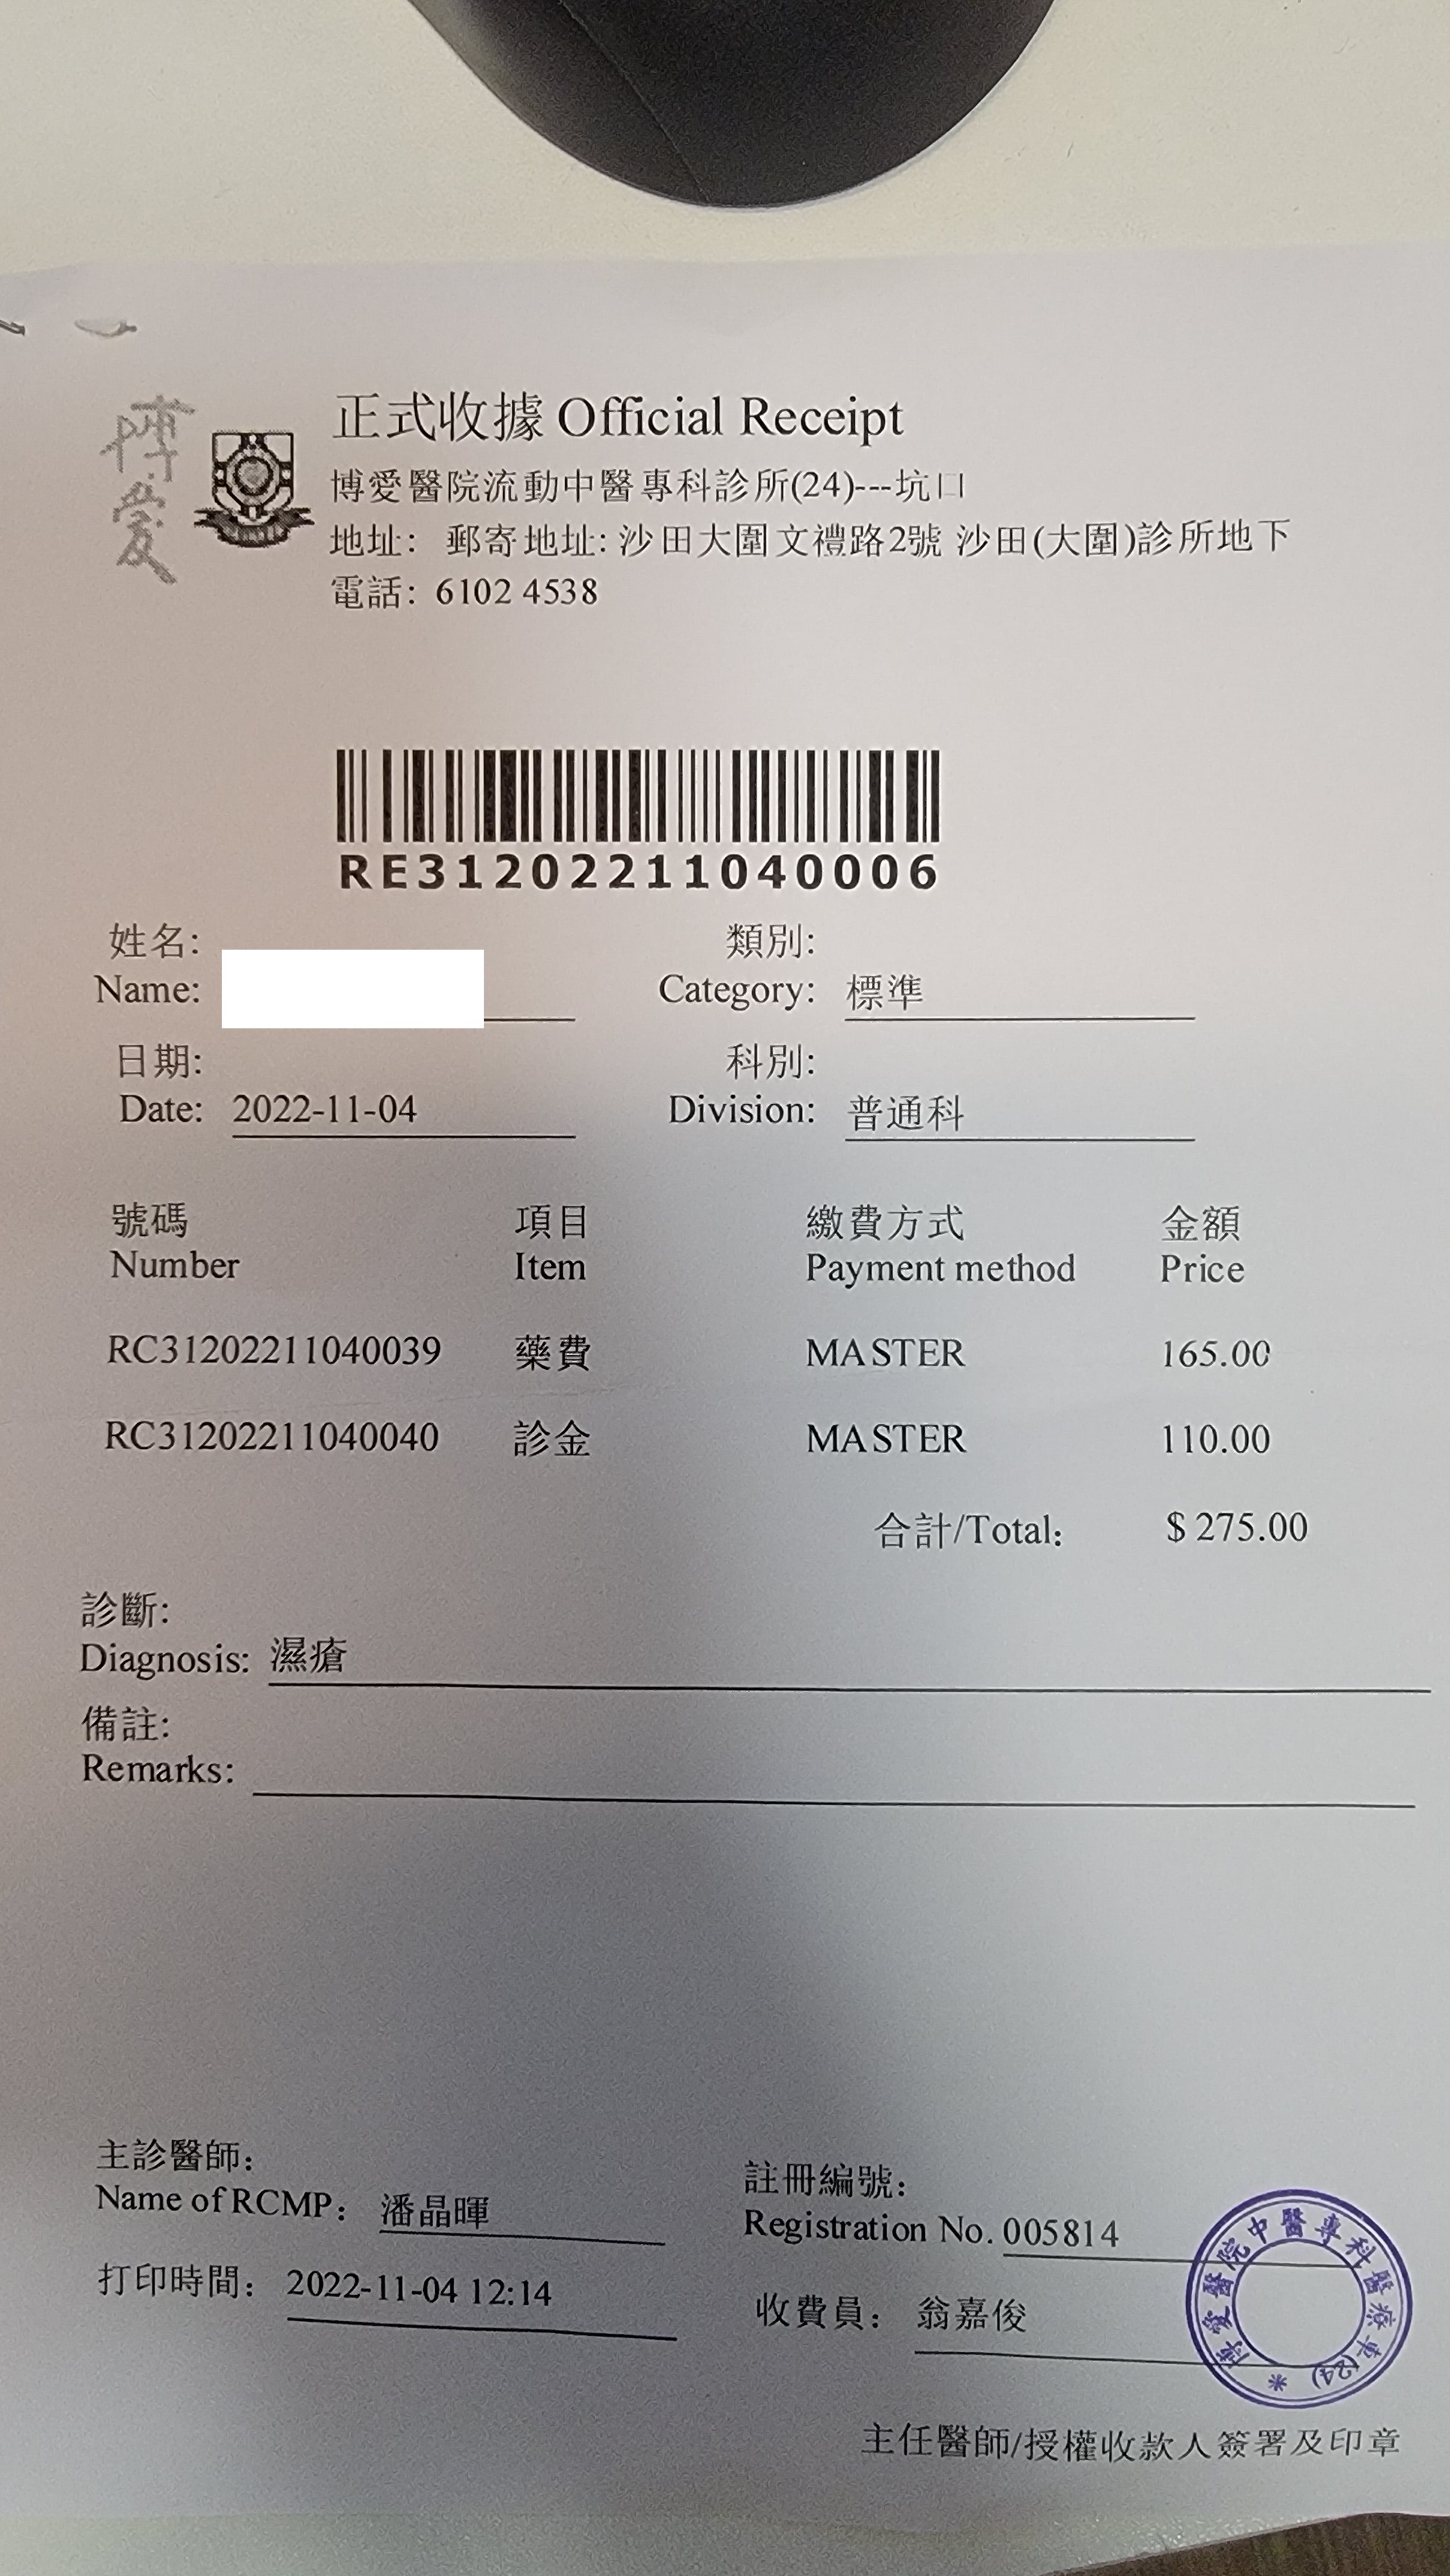 博愛
正式收據 Official Receipt
博愛醫院流動中醫專科診所(24)---坑口
地址: 郵寄地址: 沙田大圍文禮路2號 沙田(大圍)診所地下
電話: 6102 4538
RE31202211040006
姓名:
Name:
類別:
Category: 標準
日期:
Date: 2022-11-04
科別:
Division: 普通科
號碼 項目 繳費方式 金額
Number Item Payment method Price
RC31202211040039 藥費 MASTER 165.00
RC31202211040040 診金 MASTER 110.00
合計/Total: $ 275.00
診斷:
Diagnosis: 濕瘡
備註:
Remarks:
主診醫師:
Name of RCMP: 潘晶暉
註冊編號:
Registration No. 005814
打印時間: 2022-11-04 12:14
收費員: 翁嘉俊
博愛醫院中醫專科醫療車(24) *
主任醫師/授權收款人簽署及印章